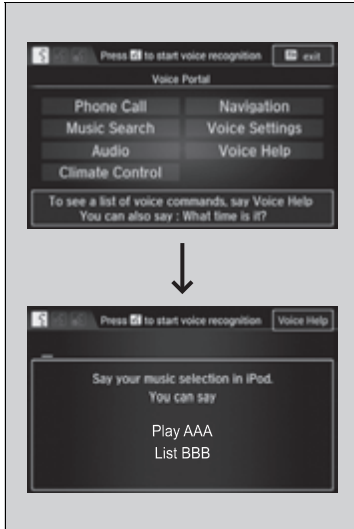 Press to start voice recognition exit
Voice Portal
Phone Call Navigation
Music Search Voice Settings
Audio Voice Help
Climate Control
To see a list of voice commands, say Voice Help
You can also say : What time is it?
Press to start voice recognition Voice Help
Say your music selection in iPod.
You can say
Play AAA
List BBB